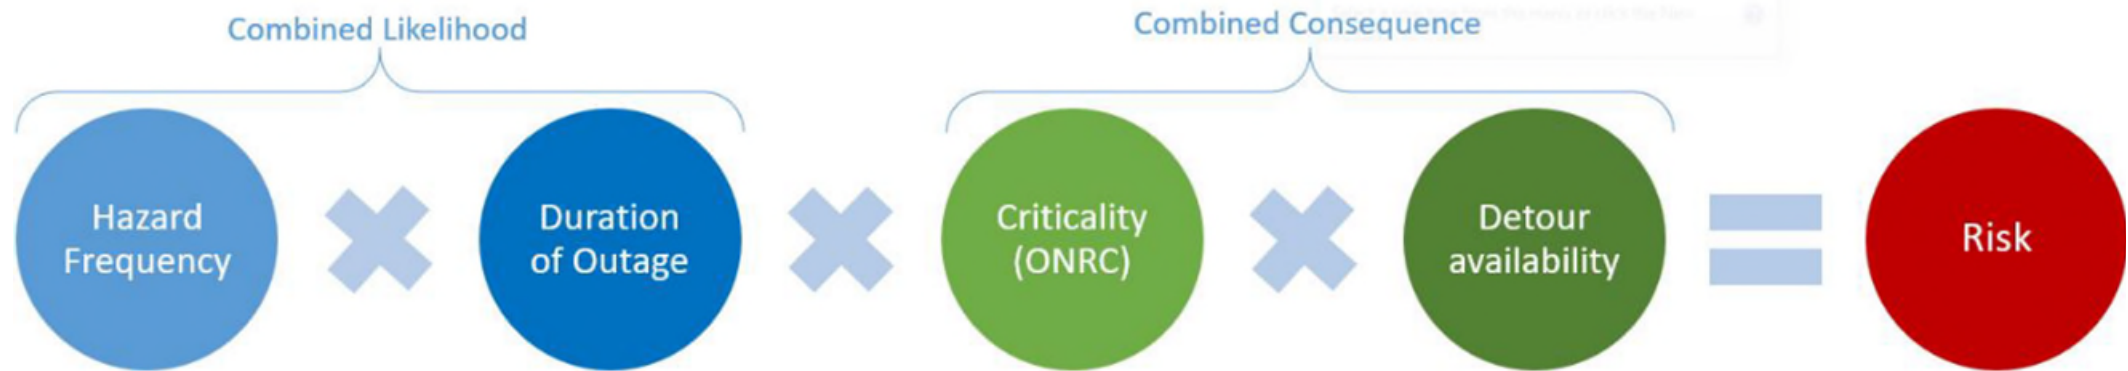 Combined Likelihood
Combined Consequence
Hazard
Frequency
Duration
of Outage
Criticality
(ONRC)
Detour
availability
Risk